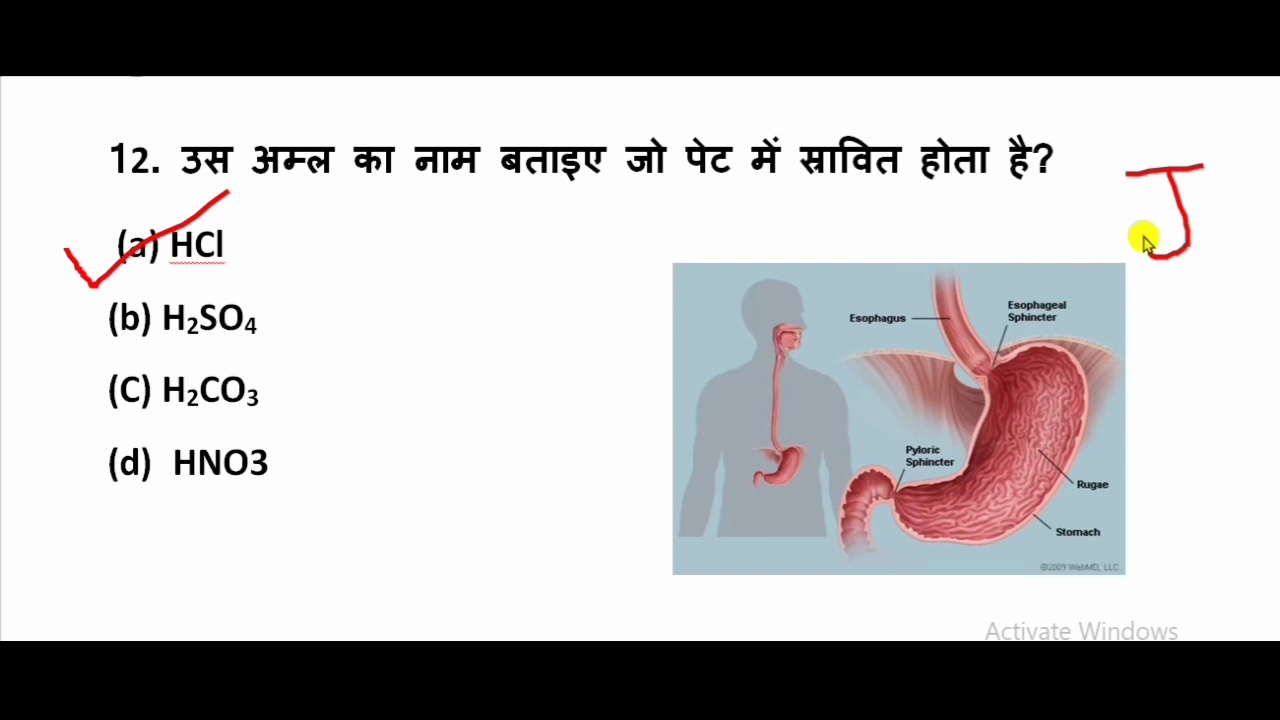 12. उस अम्ल का नाम बताइए जो पेट में स्रावित होता है?
(a) HCl
(b) H₂SO₄
(C) H₂CO₃
(d) HNO3
Esophagus
Esophageal
Sphincter
Pyloric
Sphincter
Rugae
Stomach
©2009 WebMD, LLC.
Activate Windows